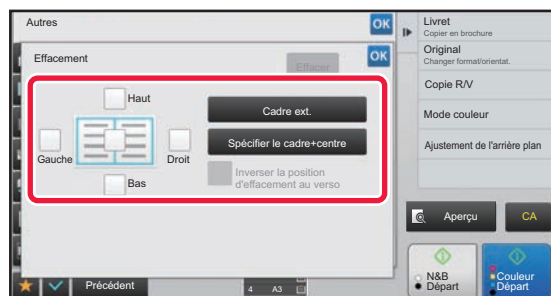 Autres
OK
Effacement
Effacer
OK
Haut
Gauche
Droit
Bas
Cadre ext.
Spécifier le cadre+centre
Inverser la position
d'effacement au verso
Précédent
4 A3
Livret
Copier en brochure
Original
Changer format/orientat.
Copie R/V
Mode couleur
Ajustement de l'arrière plan
Aperçu
CA
N&B
Départ
Couleur
Départ